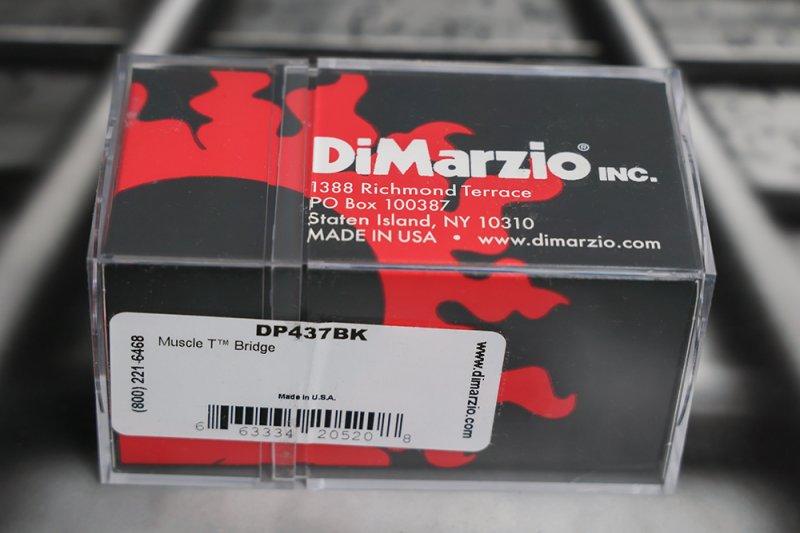 DiMarzio® INC.
1388 Richmond Terrace
PO Box 100387
Staten Island, NY 10310
MADE IN USA • www.dimarzio.com
DP437BK
Muscle T™ Bridge
(800) 221-6468
www.dimarzio.com
Made in U.S.A.
6 63334 20520 8